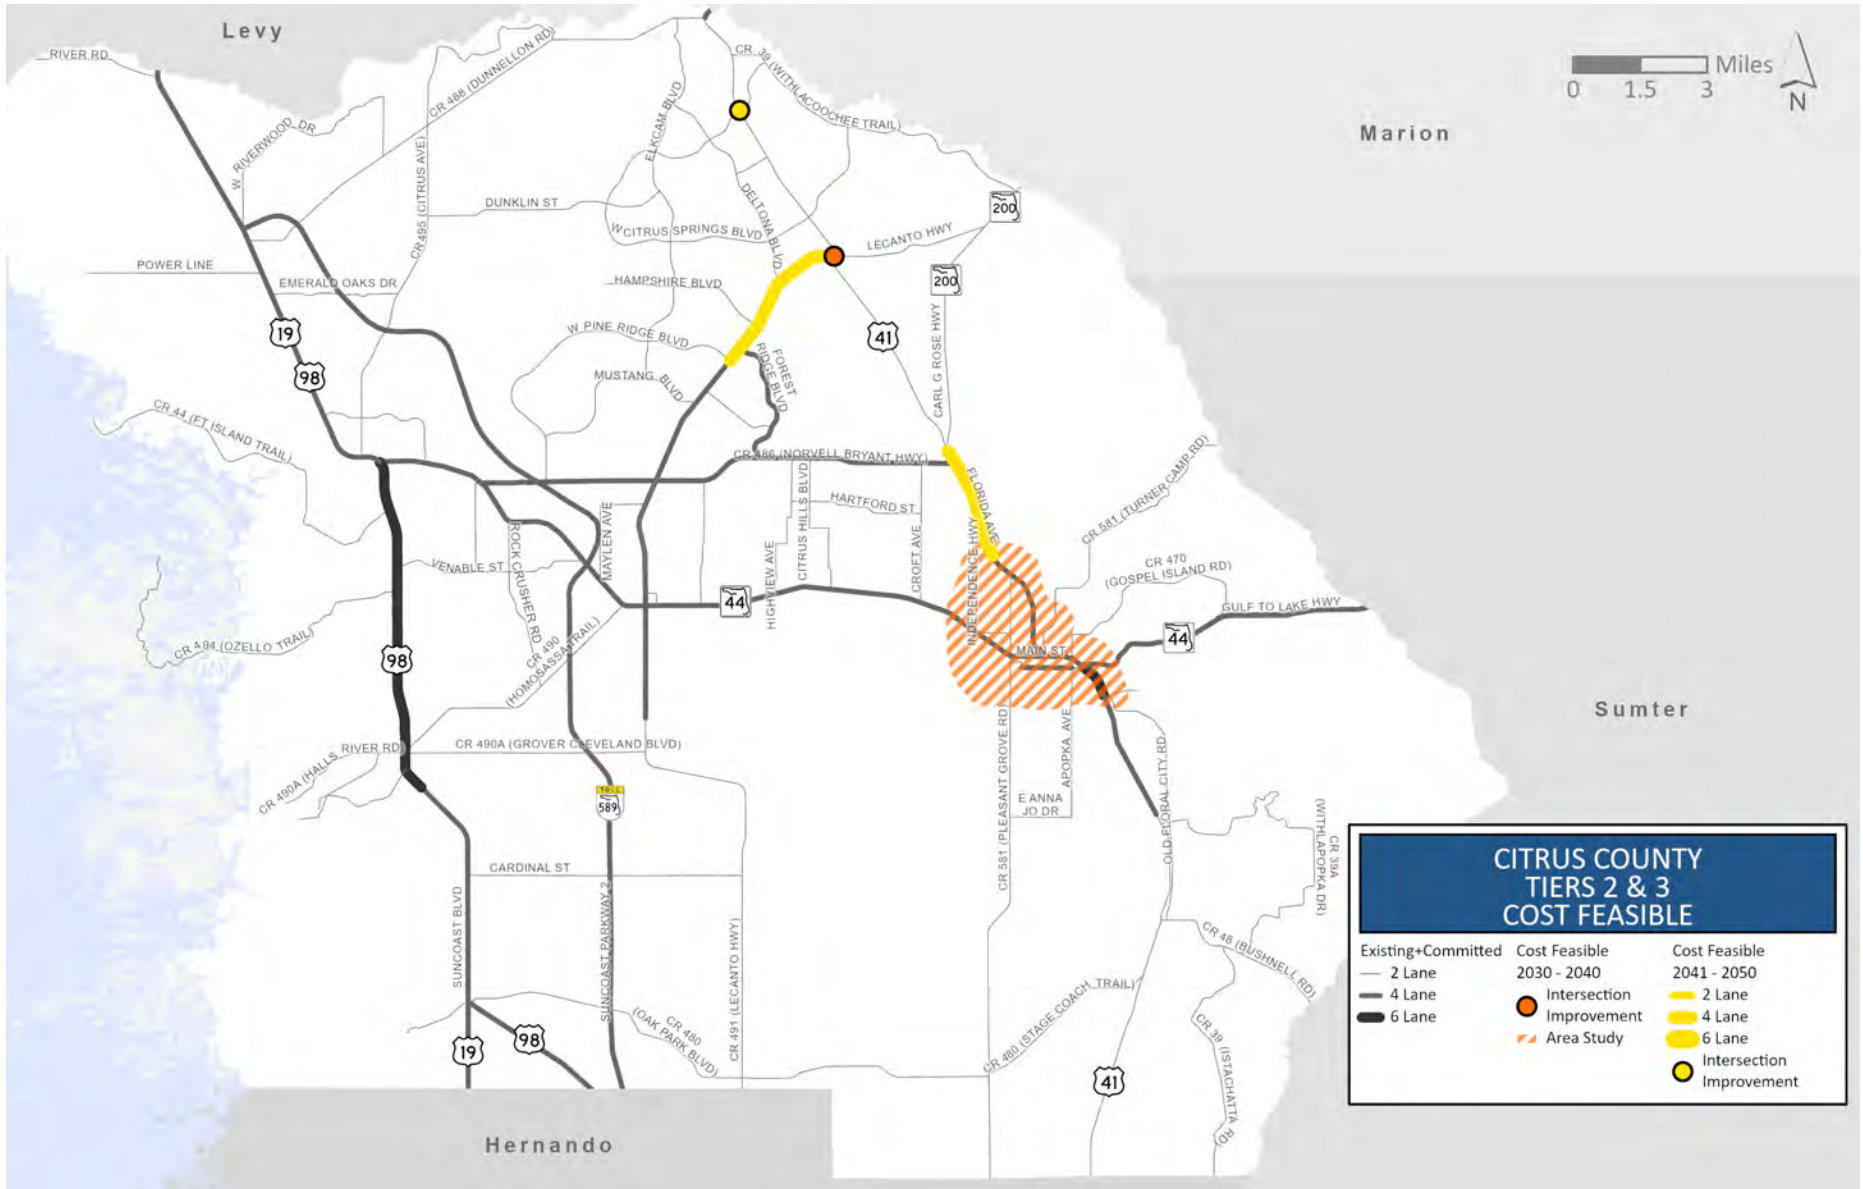 Levy
RIVER RD
CR 488 (DUNNELLON RD)
CR 39 (WITHLACOOCHEE TRAIL)
Miles
0 1.5 3
N
Marion
W RIVERWOOD DR
CR495 (CITRUS AVE)
ELKCAM BLVD
DUNKLIN ST
DELTONA BLVD
200
W CITRUS SPRINGS BLVD
LECANTO HWY
POWER LINE
EMERALD OAKS DR
HAMPSHIRE BLVD
200
19
W PINE RIDGE BLVD
41
98
MUSTANG BLVD
FOREST
RIDGE BLVD
CARL G ROSE HWY
CR 44 (FT ISLAND TRAIL)
CR 486 (NORVELL BRYANT HWY)
CITRUS HILLS BLVD
HARTFORD ST
FLORIDA AVE
CR 581 (TURNER CAMP RD)
ROCK CRUSHER RD
MAYLEN AVE
HIGHVIEW AVE
CROFT AVE
INDEPENDENCE HWY
VENABLE ST
CR 470
(GOSPEL ISLAND RD)
44
GULF TO LAKE HWY
CR 494 (OZELLO TRAIL)
98
CR 490
(HOMOSASSA TRAIL)
MAIN ST
44
Sumter
CR 490A (HALLS RIVER RD)
CR 490A (GROVER CLEVELAND BLVD)
CR 581 (PLEASANT GROVE RD)
APOPKA AVE
OLD FLORAL CITY RD
TOLL
589
E ANNA
JO DR
CR 39A
(WITHLAPOPKA DR)
CARDINAL ST
SUNCOAST BLVD
SUNCOAST PARKWAY 2
CR 491 (LECANTO HWY)
CR 48 (BUSHNELL RD)
CR 480
(OAK PARK BLVD)
CR 480 (STAGE COACH TRAIL)
CR 39 (ISTACHATTA RD)
19
98
41
Hernando
CITRUS COUNTY
TIERS 2 & 3
COST FEASIBLE
Existing+Committed
2 Lane
4 Lane
6 Lane
Cost Feasible
2030 - 2040
Intersection
Improvement
Area Study
Cost Feasible
2041 - 2050
2 Lane
4 Lane
6 Lane
Intersection
Improvement